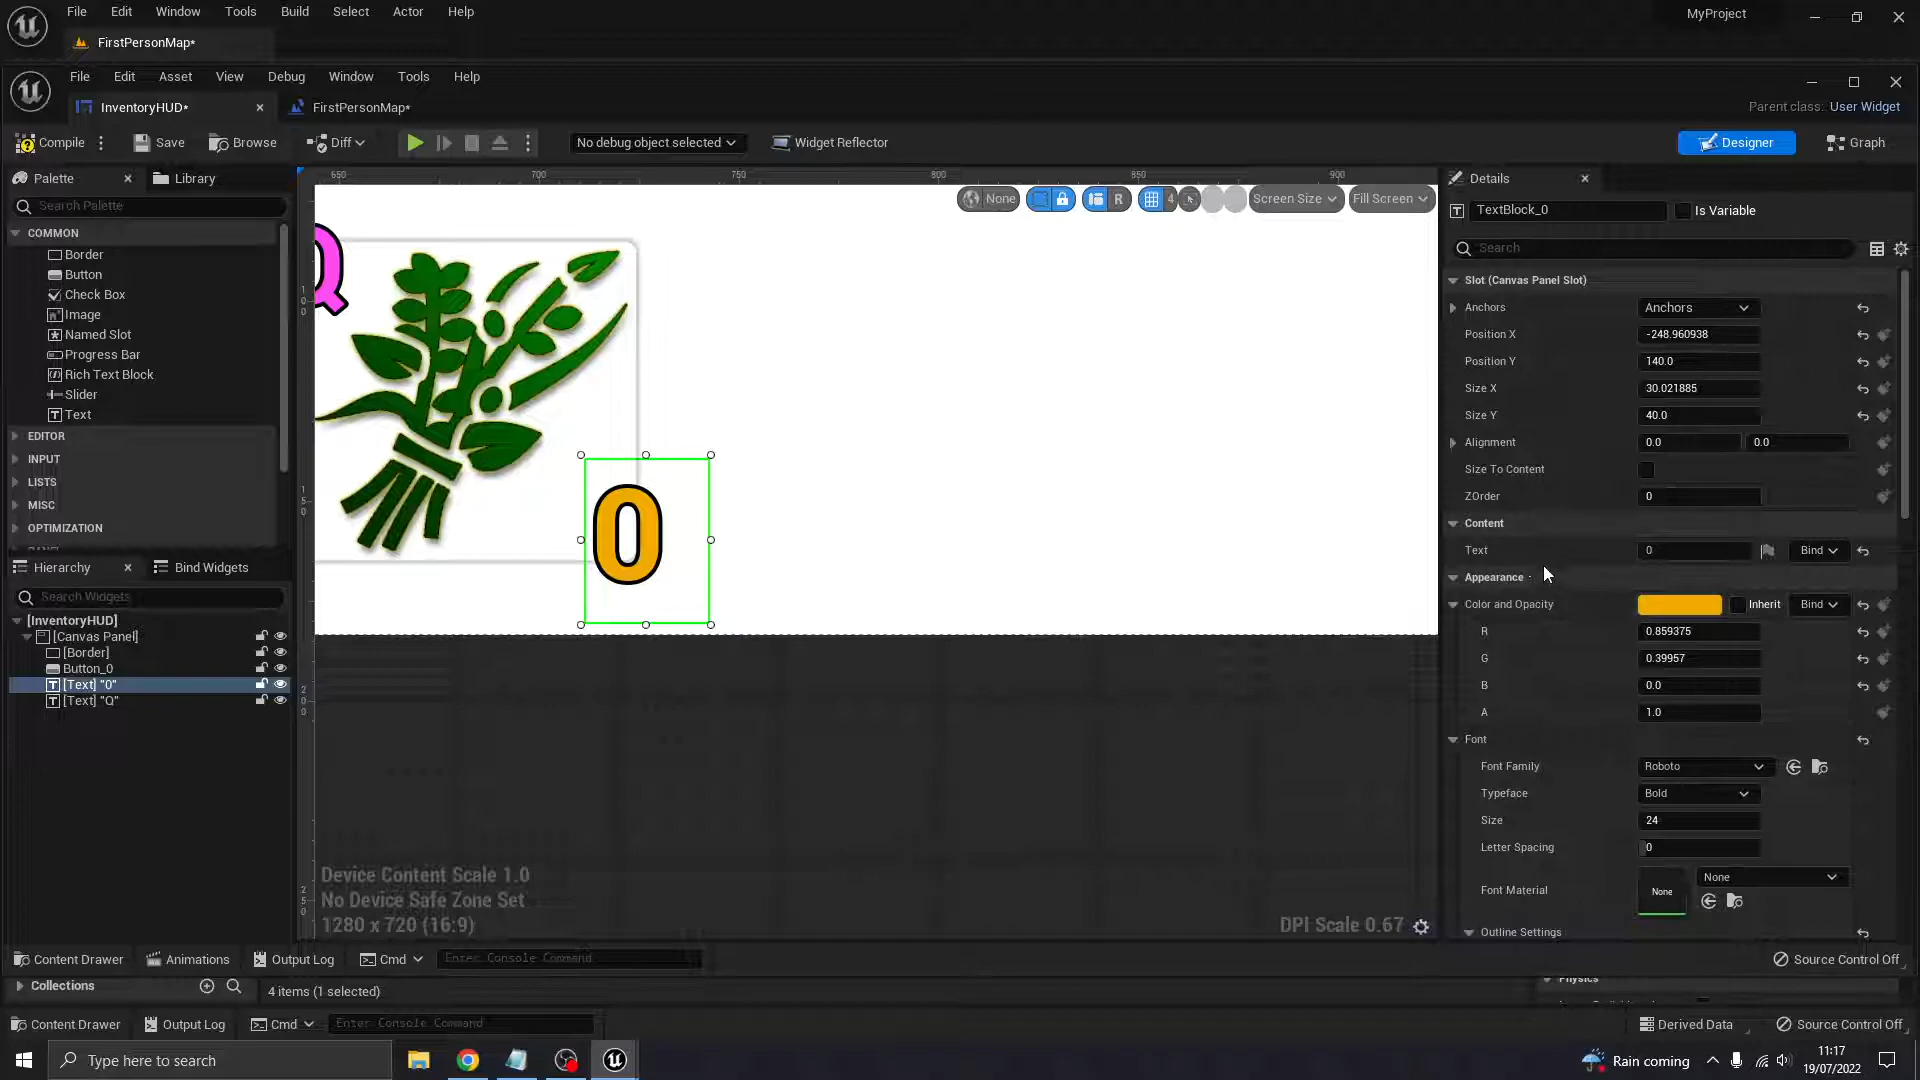 File Edit Window Tools Build Select Actor Help
MyProject
FirstPersonMap*
File Edit Asset View Debug Window Tools Help
InventoryHUD* FirstPersonMap*
Parent class: User Widget
Compile Save Browse Diff No debug object selected Widget Reflector Designer Graph
Palette Library
Search Palette
COMMON
Border
Button
Check Box
Image
Named Slot
Progress Bar
Rich Text Block
Slider
Text
EDITOR
INPUT
LISTS
MISC
OPTIMIZATION
Hierarchy Bind Widgets
Search Widgets
[InventoryHUD]
[Canvas Panel]
[Border]
Button_0
[Text] "0"
[Text] "Q"
650 700 750 800 850 900
None R 4 Screen Size Fill Screen
Q
0
Device Content Scale 1.0
No Device Safe Zone Set
1280 x 720 (16:9)
DPI Scale 0.67
Details
TextBlock_0 Is Variable
Search
Slot (Canvas Panel Slot)
Anchors Anchors
Position X -248.960938
Position Y 140.0
Size X 30.021885
Size Y 40.0
Alignment 0.0 0.0
Size To Content
ZOrder 0
Content
Text 0 Bind
Appearance
Color and Opacity Inherit Bind
R 0.859375
G 0.39957
B 0.0
A 1.0
Font
Font Family Roboto
Typeface Bold
Size 24
Letter Spacing 0
Font Material None None
Outline Settings
Content Drawer Animations Output Log Cmd Enter Console Command Source Control Off
Collections 4 items (1 selected)
Physics
Content Drawer Output Log Cmd Enter Console Command Derived Data Source Control Off
Type here to search
Rain coming
11:17
19/07/2022